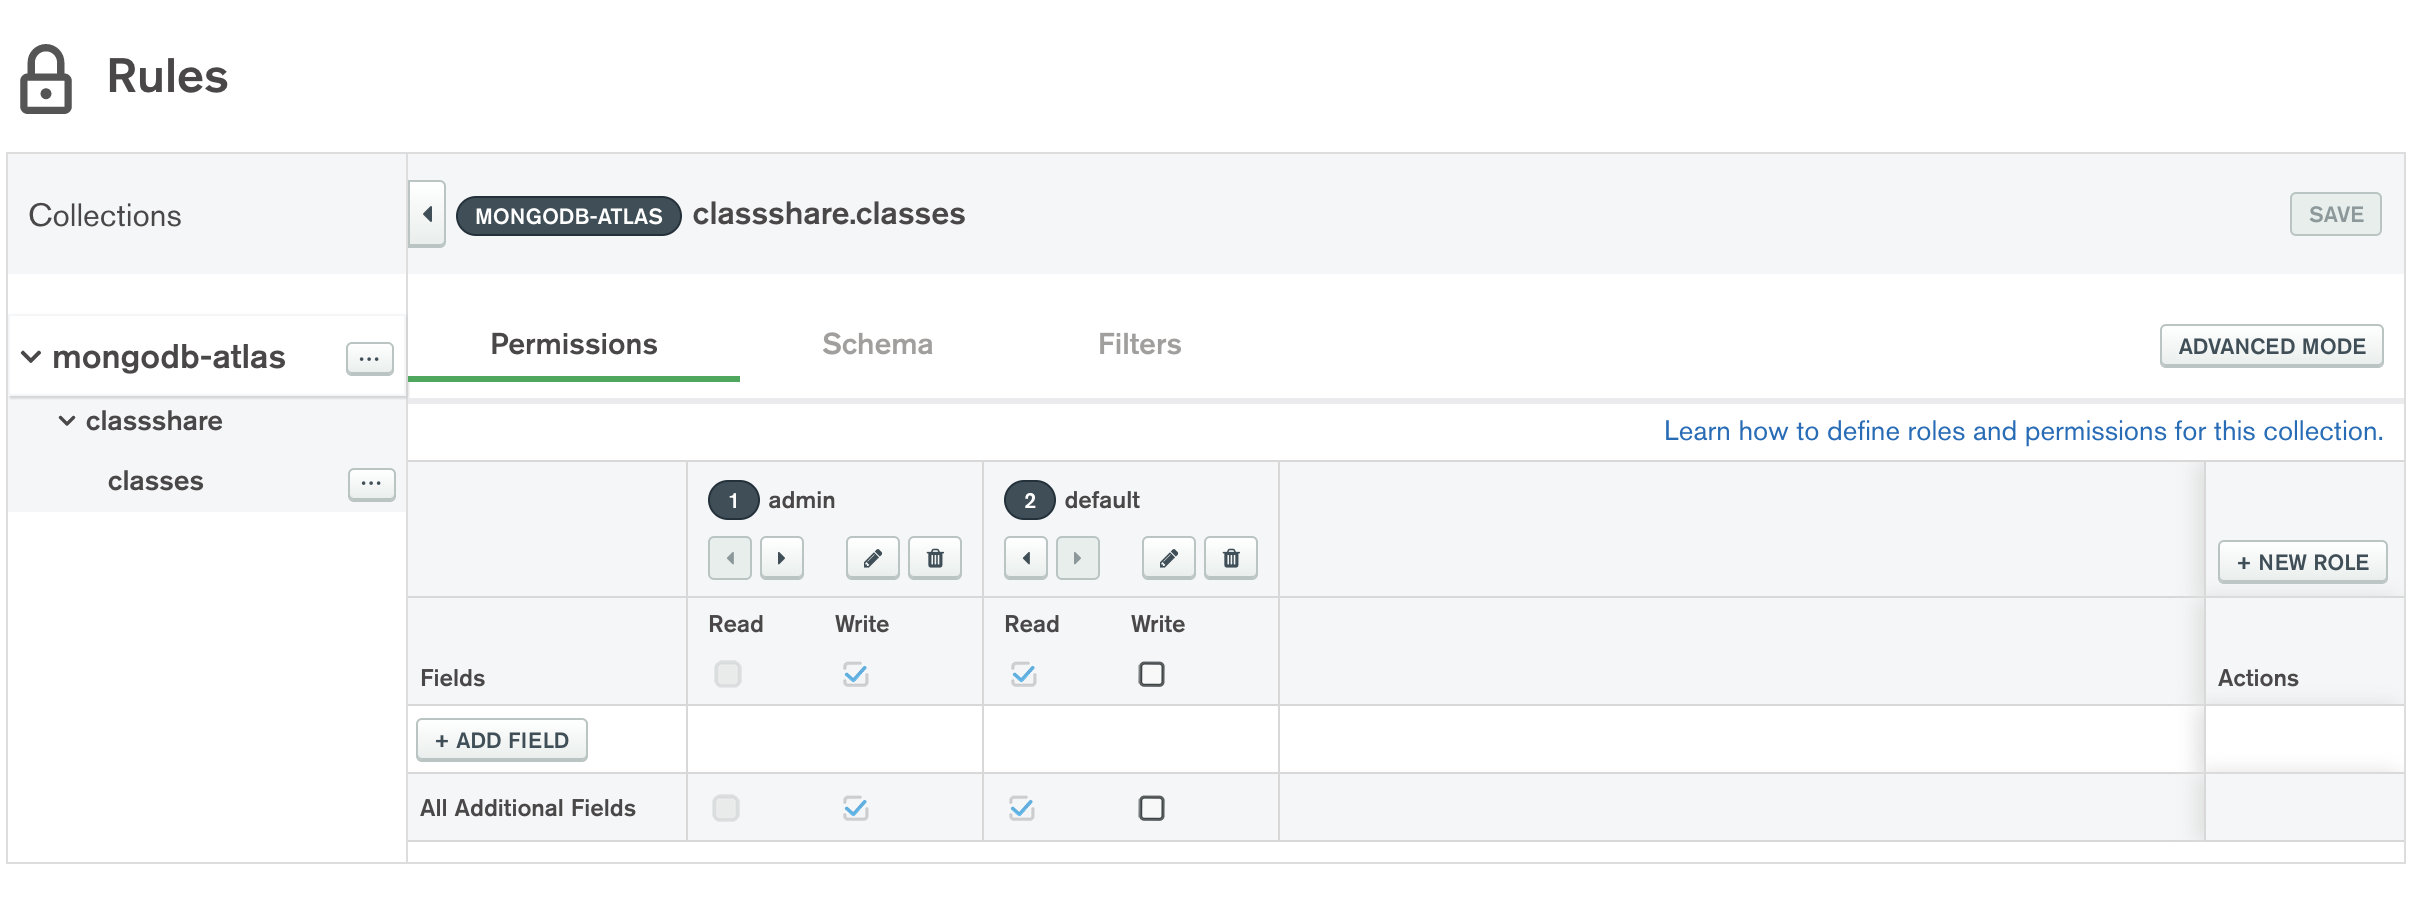 Rules
Collections
MONGODB-ATLAS classshare.classes
SAVE
mongodb-atlas ...
classshare
classes ...
Permissions Schema Filters
ADVANCED MODE
Learn how to define roles and permissions for this collection.
1 admin
2 default
+ NEW ROLE
Read Write Read Write
Fields
Actions
+ ADD FIELD
All Additional Fields